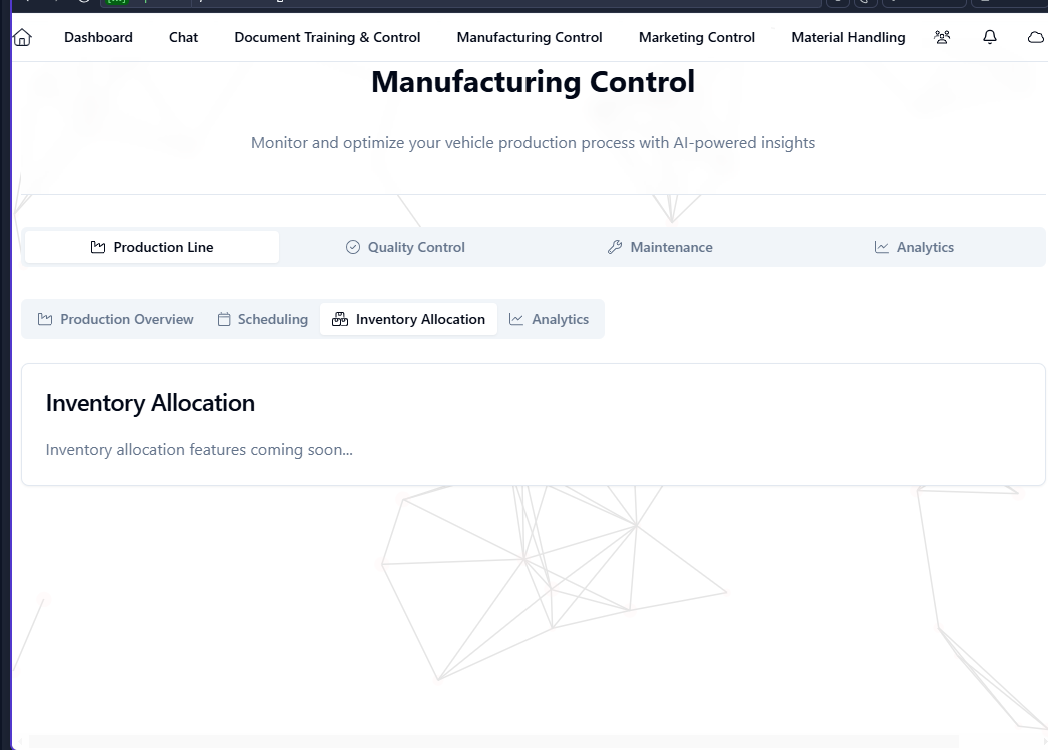 Dashboard Chat Document Training & Control Manufacturing Control Marketing Control Material Handling
Manufacturing Control
Monitor and optimize your vehicle production process with AI-powered insights
Production Line Quality Control Maintenance Analytics
Production Overview Scheduling Inventory Allocation Analytics
Inventory Allocation
Inventory allocation features coming soon...